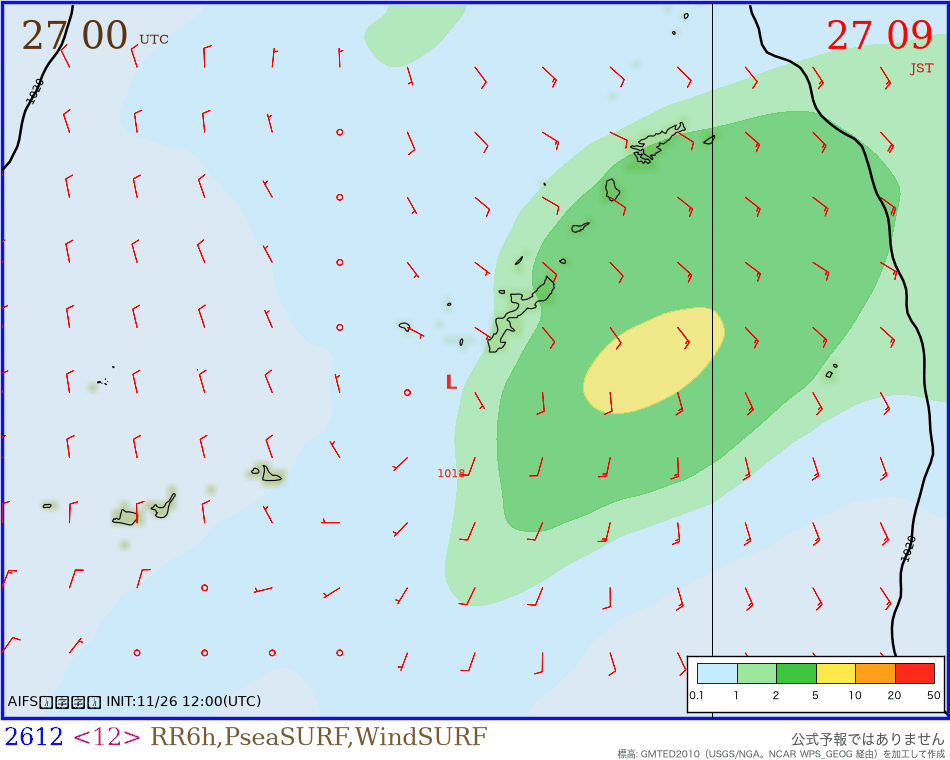 27 00 UTC
27 09
JST
1020
L
1018
1020
0.1 1 2 5 10 20 50
AIFS INIT:11/26 12:00(UTC)
2612 <12> RR6h,PseaSURF,WindSURF
公式予報ではありません
標高: GMTED2010（USGS/NGA。NCAR WPS_GEOG 経由）を加工して作成